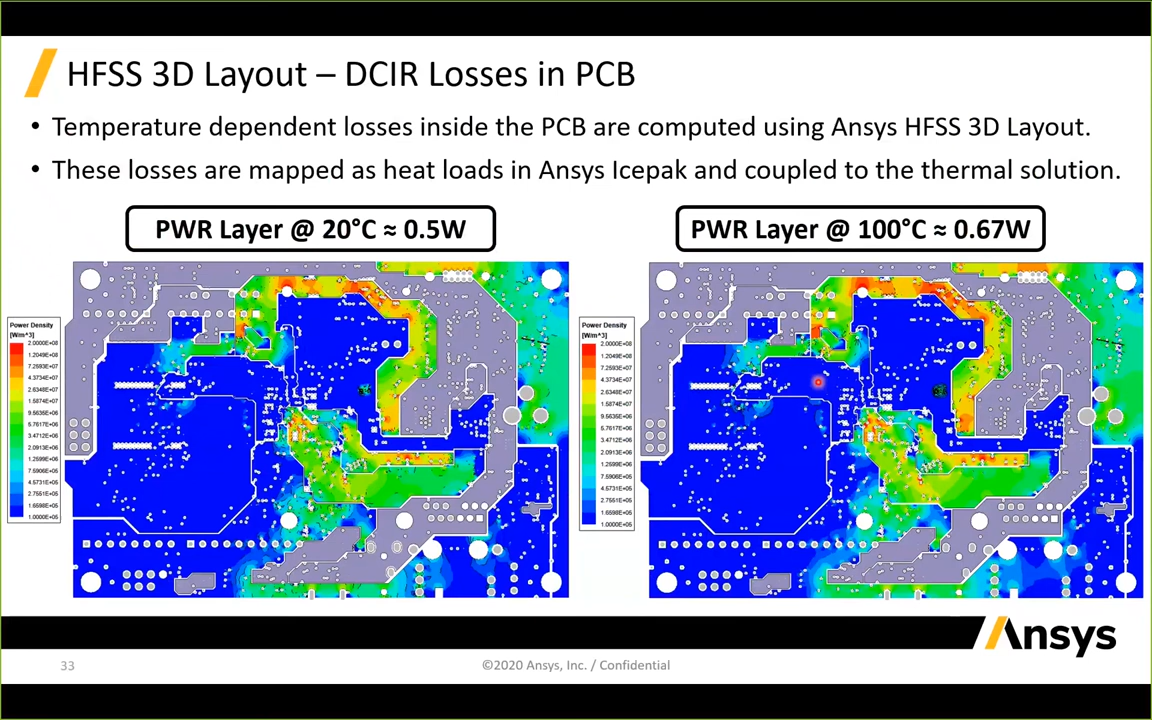 HFSS 3D Layout – DCIR Losses in PCB
• Temperature dependent losses inside the PCB are computed using Ansys HFSS 3D Layout.
• These losses are mapped as heat loads in Ansys Icepak and coupled to the thermal solution.
PWR Layer @ 20°C ≈ 0.5W
PWR Layer @ 100°C ≈ 0.67W
Power Density
[W/m^3]
2.0000E+08
1.2049E+08
7.2593E+07
4.3734E+07
2.6348E+07
1.5874E+07
9.5635E+06
5.7617E+06
3.4712E+06
2.0913E+06
1.2599E+06
7.5906E+05
4.5731E+05
2.7551E+05
1.6598E+05
1.0000E+05
Power Density
[W/m^3]
2.0000E+08
1.2049E+08
7.2593E+07
4.3734E+07
2.6348E+07
1.5874E+07
9.5635E+06
5.7617E+06
3.4712E+06
2.0913E+06
1.2599E+06
7.5906E+05
4.5731E+05
2.7551E+05
1.6598E+05
1.0000E+05
Ansys
33
©2020 Ansys, Inc. / Confidential